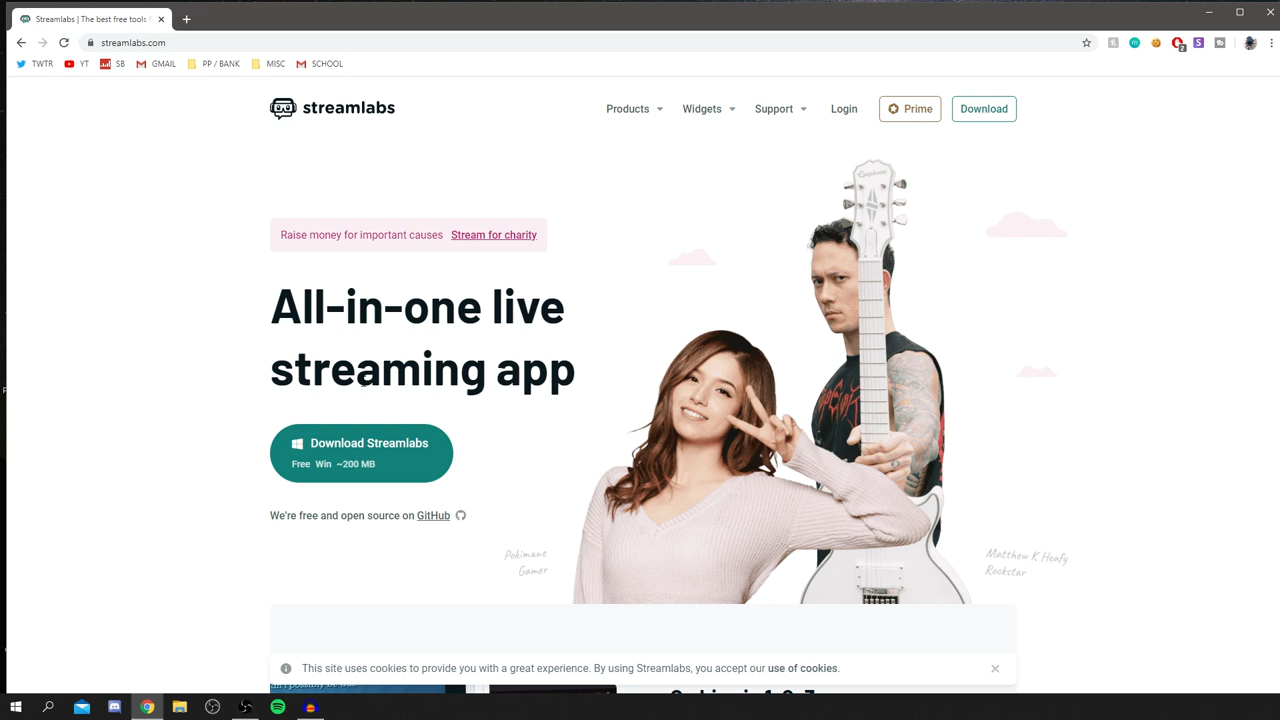 Streamlabs | The best free tools
streamlabs.com
2
TWTR YT SB GMAIL PP / BANK MISC SCHOOL
streamlabs Products Widgets Support Login Prime Download
Epiphone
Raise money for important causes Stream for charity
All-in-one live
streaming app
Download Streamlabs
Free Win ~200 MB
We're free and open source on GitHub
Pokimane
Gamer
Matthew K Heafy
Rockstar
This site uses cookies to provide you with a great experience. By using Streamlabs, you accept our use of cookies.